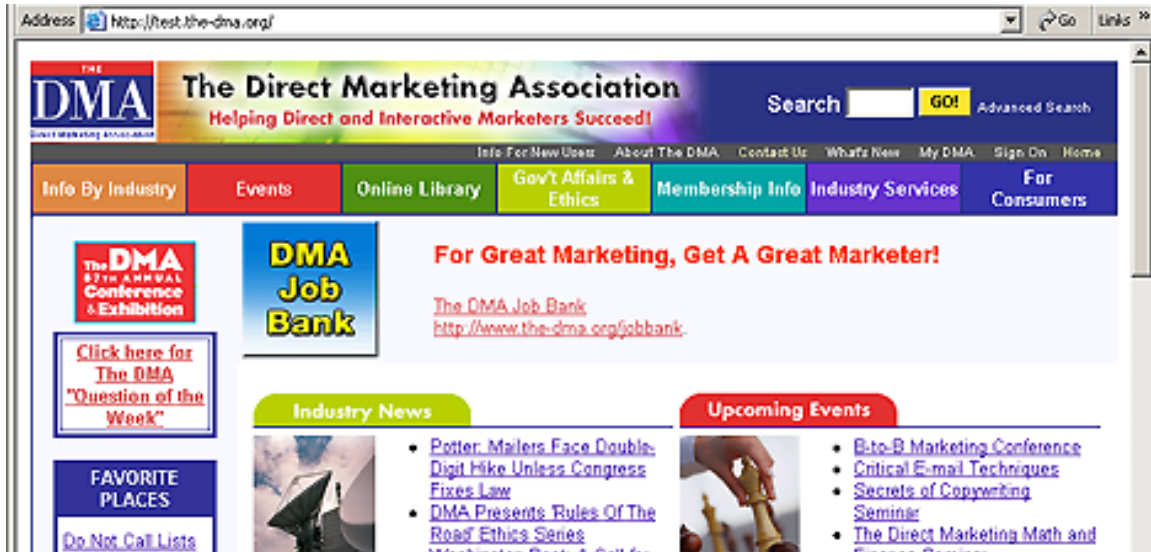 Address http://test.the-dma.org/ Go Links »
THE
DMA
Direct Marketing Association
The Direct Marketing Association
Helping Direct and Interactive Marketers Succeed!
Search GO! Advanced Search
Info For New Users About The DMA Contact Us What's New My DMA Sign On Home
Info By Industry
Events
Online Library
Gov't Affairs &
Ethics
Membership Info
Industry Services
For
Consumers
The DMA
87TH ANNUAL
Conference
& Exhibition
Click here for
The DMA
"Question of the
Week"
FAVORITE
PLACES
Do Not Call Lists
DMA
Job
Bank
For Great Marketing, Get A Great Marketer!
The DMA Job Bank
http://www.the-dma.org/jobbank.
Industry News
Potter: Mailers Face Double-
Digit Hike Unless Congress
Fixes Law
DMA Presents 'Rules Of The
Road' Ethics Series
Upcoming Events
B-to-B Marketing Conference
Critical E-mail Techniques
Secrets of Copywriting
Seminar
The Direct Marketing Math and